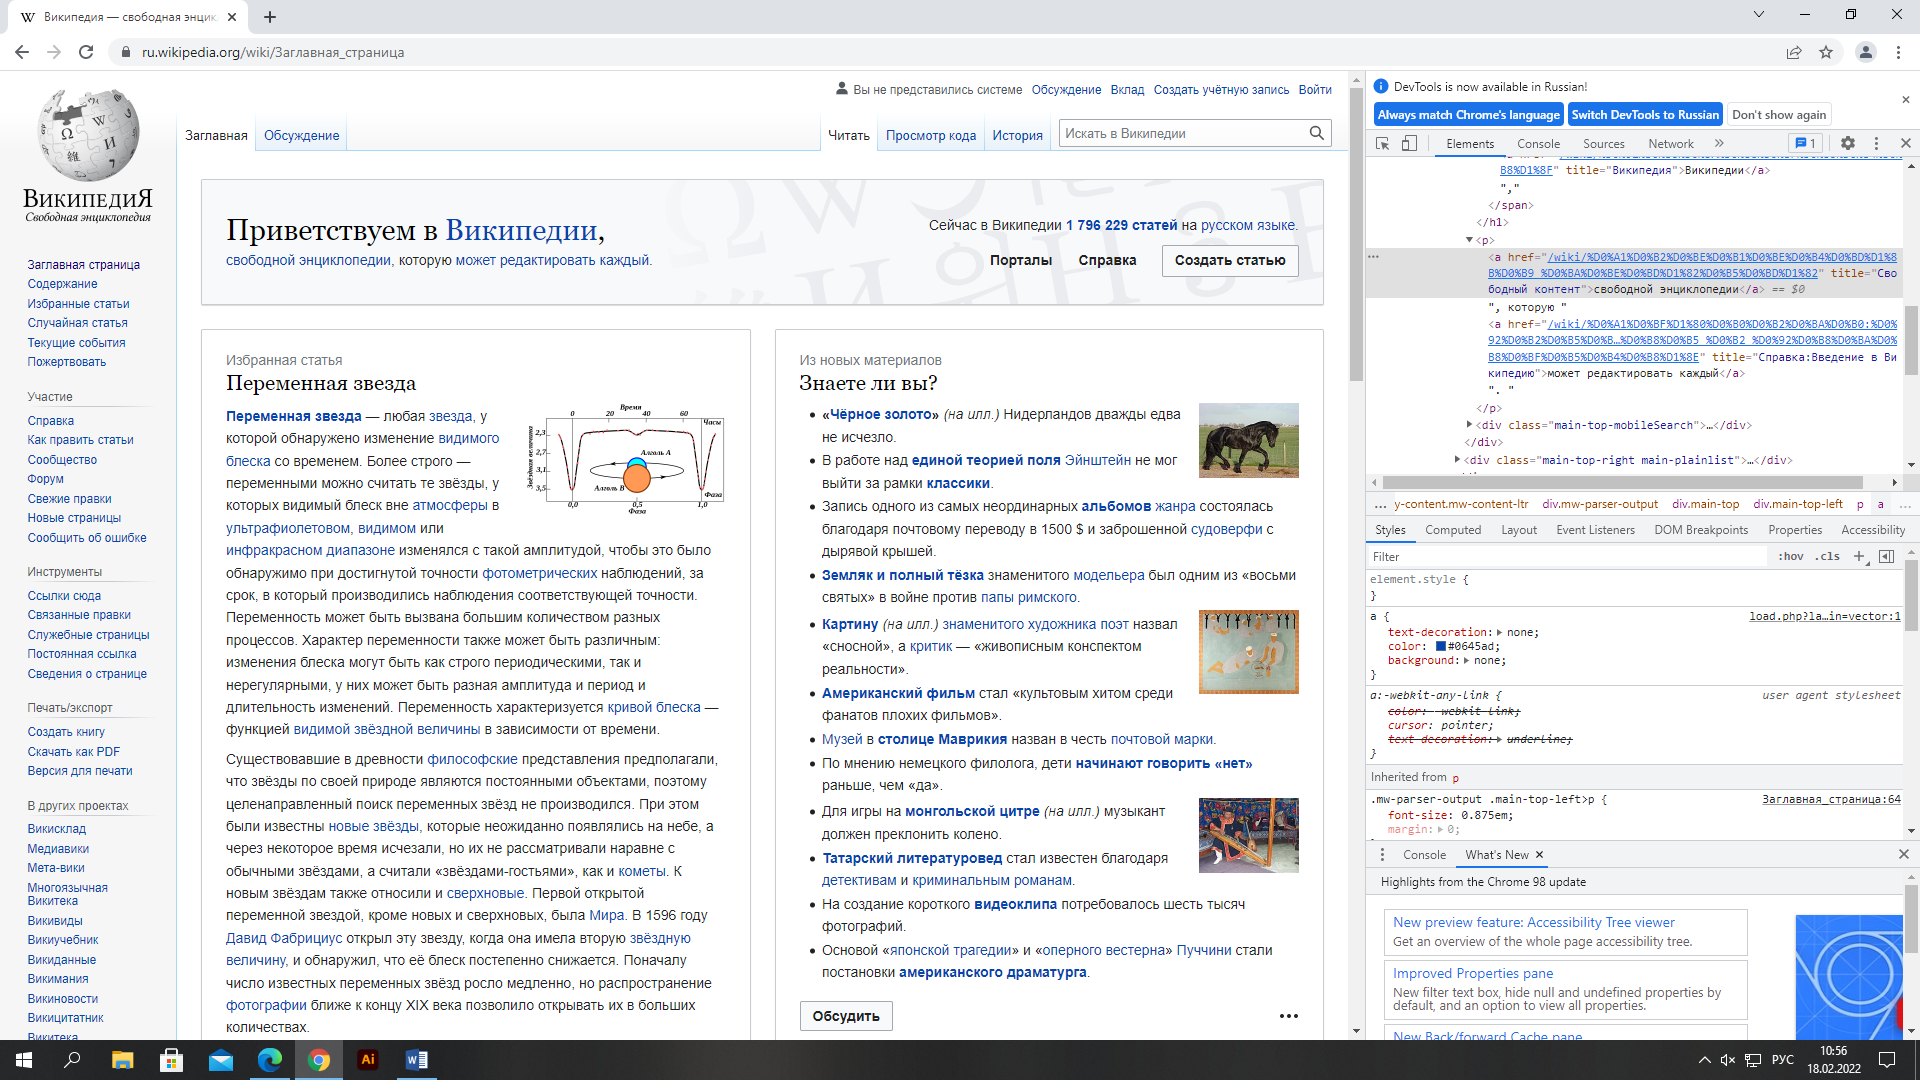 Википедия — свободная энцик
ru.wikipedia.org/wiki/Заглавная_страница
ВикипедиЯ
Свободная энциклопедия
Заглавная страница
Содержание
Избранные статьи
Случайная статья
Текущие события
Пожертвовать
Участие
Справка
Как править статьи
Сообщество
Форум
Свежие правки
Новые страницы
Сообщить об ошибке
Инструменты
Ссылки сюда
Связанные правки
Служебные страницы
Постоянная ссылка
Сведения о странице
Печать/экспорт
Создать книгу
Скачать как PDF
Версия для печати
В других проектах
Викисклад
Медиавики
Мета-вики
Многоязычная
Викитека
Викивиды
Викиучебник
Викиданные
Викимания
Викиновости
Викицитатник
Викитека
Вы не представились системе Обсуждение Вклад Создать учётную запись Войти
Заглавная Обсуждение Читать Просмотр кода История Искать в Википедии
Приветствуем в Википедии,
свободной энциклопедии, которую может редактировать каждый.
Сейчас в Википедии 1 796 229 статей на русском языке.
Порталы Справка Создать статью
Избранная статья
Переменная звезда
Переменная звезда — любая звезда, у
которой обнаружено изменение видимого
блеска со временем. Более строго —
переменными можно считать те звёзды, у
которых видимый блеск вне атмосферы в
ультрафиолетовом, видимом или
инфракрасном диапазоне изменялся с такой амплитудой, чтобы это было
обнаружимо при достигнутой точности фотометрических наблюдений, за
срок, в который производились наблюдения соответствующей точности.
Переменность может быть вызвана большим количеством разных
процессов. Характер переменности также может быть различным:
изменения блеска могут быть как строго периодическими, так и
нерегулярными, у них может быть разная амплитуда и период и
длительность изменений. Переменность характеризуется кривой блеска —
функцией видимой звёздной величины в зависимости от времени.
Существовавшие в древности философские представления предполагали,
что звёзды по своей природе являются постоянными объектами, поэтому
целенаправленный поиск переменных звёзд не производился. При этом
были известны новые звёзды, которые неожиданно появлялись на небе, а
через некоторое время исчезали, но их не рассматривали наравне с
обычными звёздами, а считали «звёздами-гостьями», как и кометы. К
новым звёздам также относили и сверхновые. Первой открытой
переменной звездой, кроме новых и сверхновых, была Мира. В 1596 году
Давид Фабрициус открыл эту звезду, когда она имела вторую звёздную
величину, и обнаружил, что её блеск постепенно снижается. Поначалу
число известных переменных звёзд росло медленно, но распространение
фотографии ближе к концу XIX века позволило открывать их в больших
количествах.
Время
0 20 40 60
Часы
Звёздная величина
2,3
2,7
3,1
3,5
Алголь A
Алголь B
Фаза
0,0 0,5 1,0
Фаза
Из новых материалов
Знаете ли вы?
«Чёрное золото» (на илл.) Нидерландов дважды едва
не исчезло.
В работе над единой теорией поля Эйнштейн не мог
выйти за рамки классики.
Запись одного из самых неординарных альбомов жанра состоялась
благодаря почтовому переводу в 1500 $ и заброшенной судоверфи с
дырявой крышей.
Земляк и полный тёзка знаменитого модельера был одним из «восьми
святых» в войне против папы римского.
Картину (на илл.) знаменитого художника поэт назвал
«сносной», а критик — «живописным конспектом
реальности».
Американский фильм стал «культовым хитом среди
фанатов плохих фильмов».
Музей в столице Маврикия назван в честь почтовой марки.
По мнению немецкого филолога, дети начинают говорить «нет»
раньше, чем «да».
Для игры на монгольской цитре (на илл.) музыкант
должен преклонить колено.
Татарский литературовед стал известен благодаря
детективам и криминальным романам.
На создание короткого видеоклипа потребовалось шесть тысяч
фотографий.
Основой «японской трагедии» и «оперного вестерна» Пуччини стали
постановки американского драматурга.
Обсудить
DevTools is now available in Russian!
Always match Chrome's language Switch DevTools to Russian Don't show again
Elements Console Sources Network » 1
B8%D1%8F" title="Википедия">Википедии</a>
","
</span>
</h1>
<p>
<a href="/wiki/%D0%A1%D0%B2%D0%BE%D0%B1%D0%BE%D0%B4%D0%BD%D1%8
B%D0%B9_%D0%BA%D0%BE%D0%BD%D1%82%D0%B5%D0%BD%D1%82" title="Сво
бодный контент">свободной энциклопедии</a> == $0
", которую "
<a href="/wiki/%D0%A1%D0%BF%D1%80%D0%B0%D0%B2%D0%BA%D0%B0:%D0%
92%D0%B2%D0%B5%D0%B…%D0%B8%D0%B5_%D0%B2_%D0%92%D0%B8%D0%BA%D0%
B8%D0%BF%D0%B5%D0%B4%D0%B8%D1%8E" title="Справка:Введение в Ви
кипедию">может редактировать каждый</a>
". "
</p>
<div class="main-top-mobileSearch">…</div>
</div>
<div class="main-top-right main-plainlist">…</div>
… y-content.mw-content-ltr div.mw-parser-output div.main-top div.main-top-left p a …
Styles Computed Layout Event Listeners DOM Breakpoints Properties Accessibility
Filter :hov .cls +
element.style {
}
a { load.php?la…in=vector:1
text-decoration: none;
color: #0645ad;
background: none;
}
a:-webkit-any-link { user agent stylesheet
color: -webkit-link;
cursor: pointer;
text-decoration: underline;
}
Inherited from p
.mw-parser-output .main-top-left>p { Заглавная_страница:64
font-size: 0.875em;
margin: 0;
Console What's New
Highlights from the Chrome 98 update
New preview feature: Accessibility Tree viewer
Get an overview of the whole page accessibility tree.
Improved Properties pane
New filter text box, hide null and undefined properties by
default, and an option to view all properties.
New Back/forward Cache pane
Ai
РУС
10:56
18.02.2022